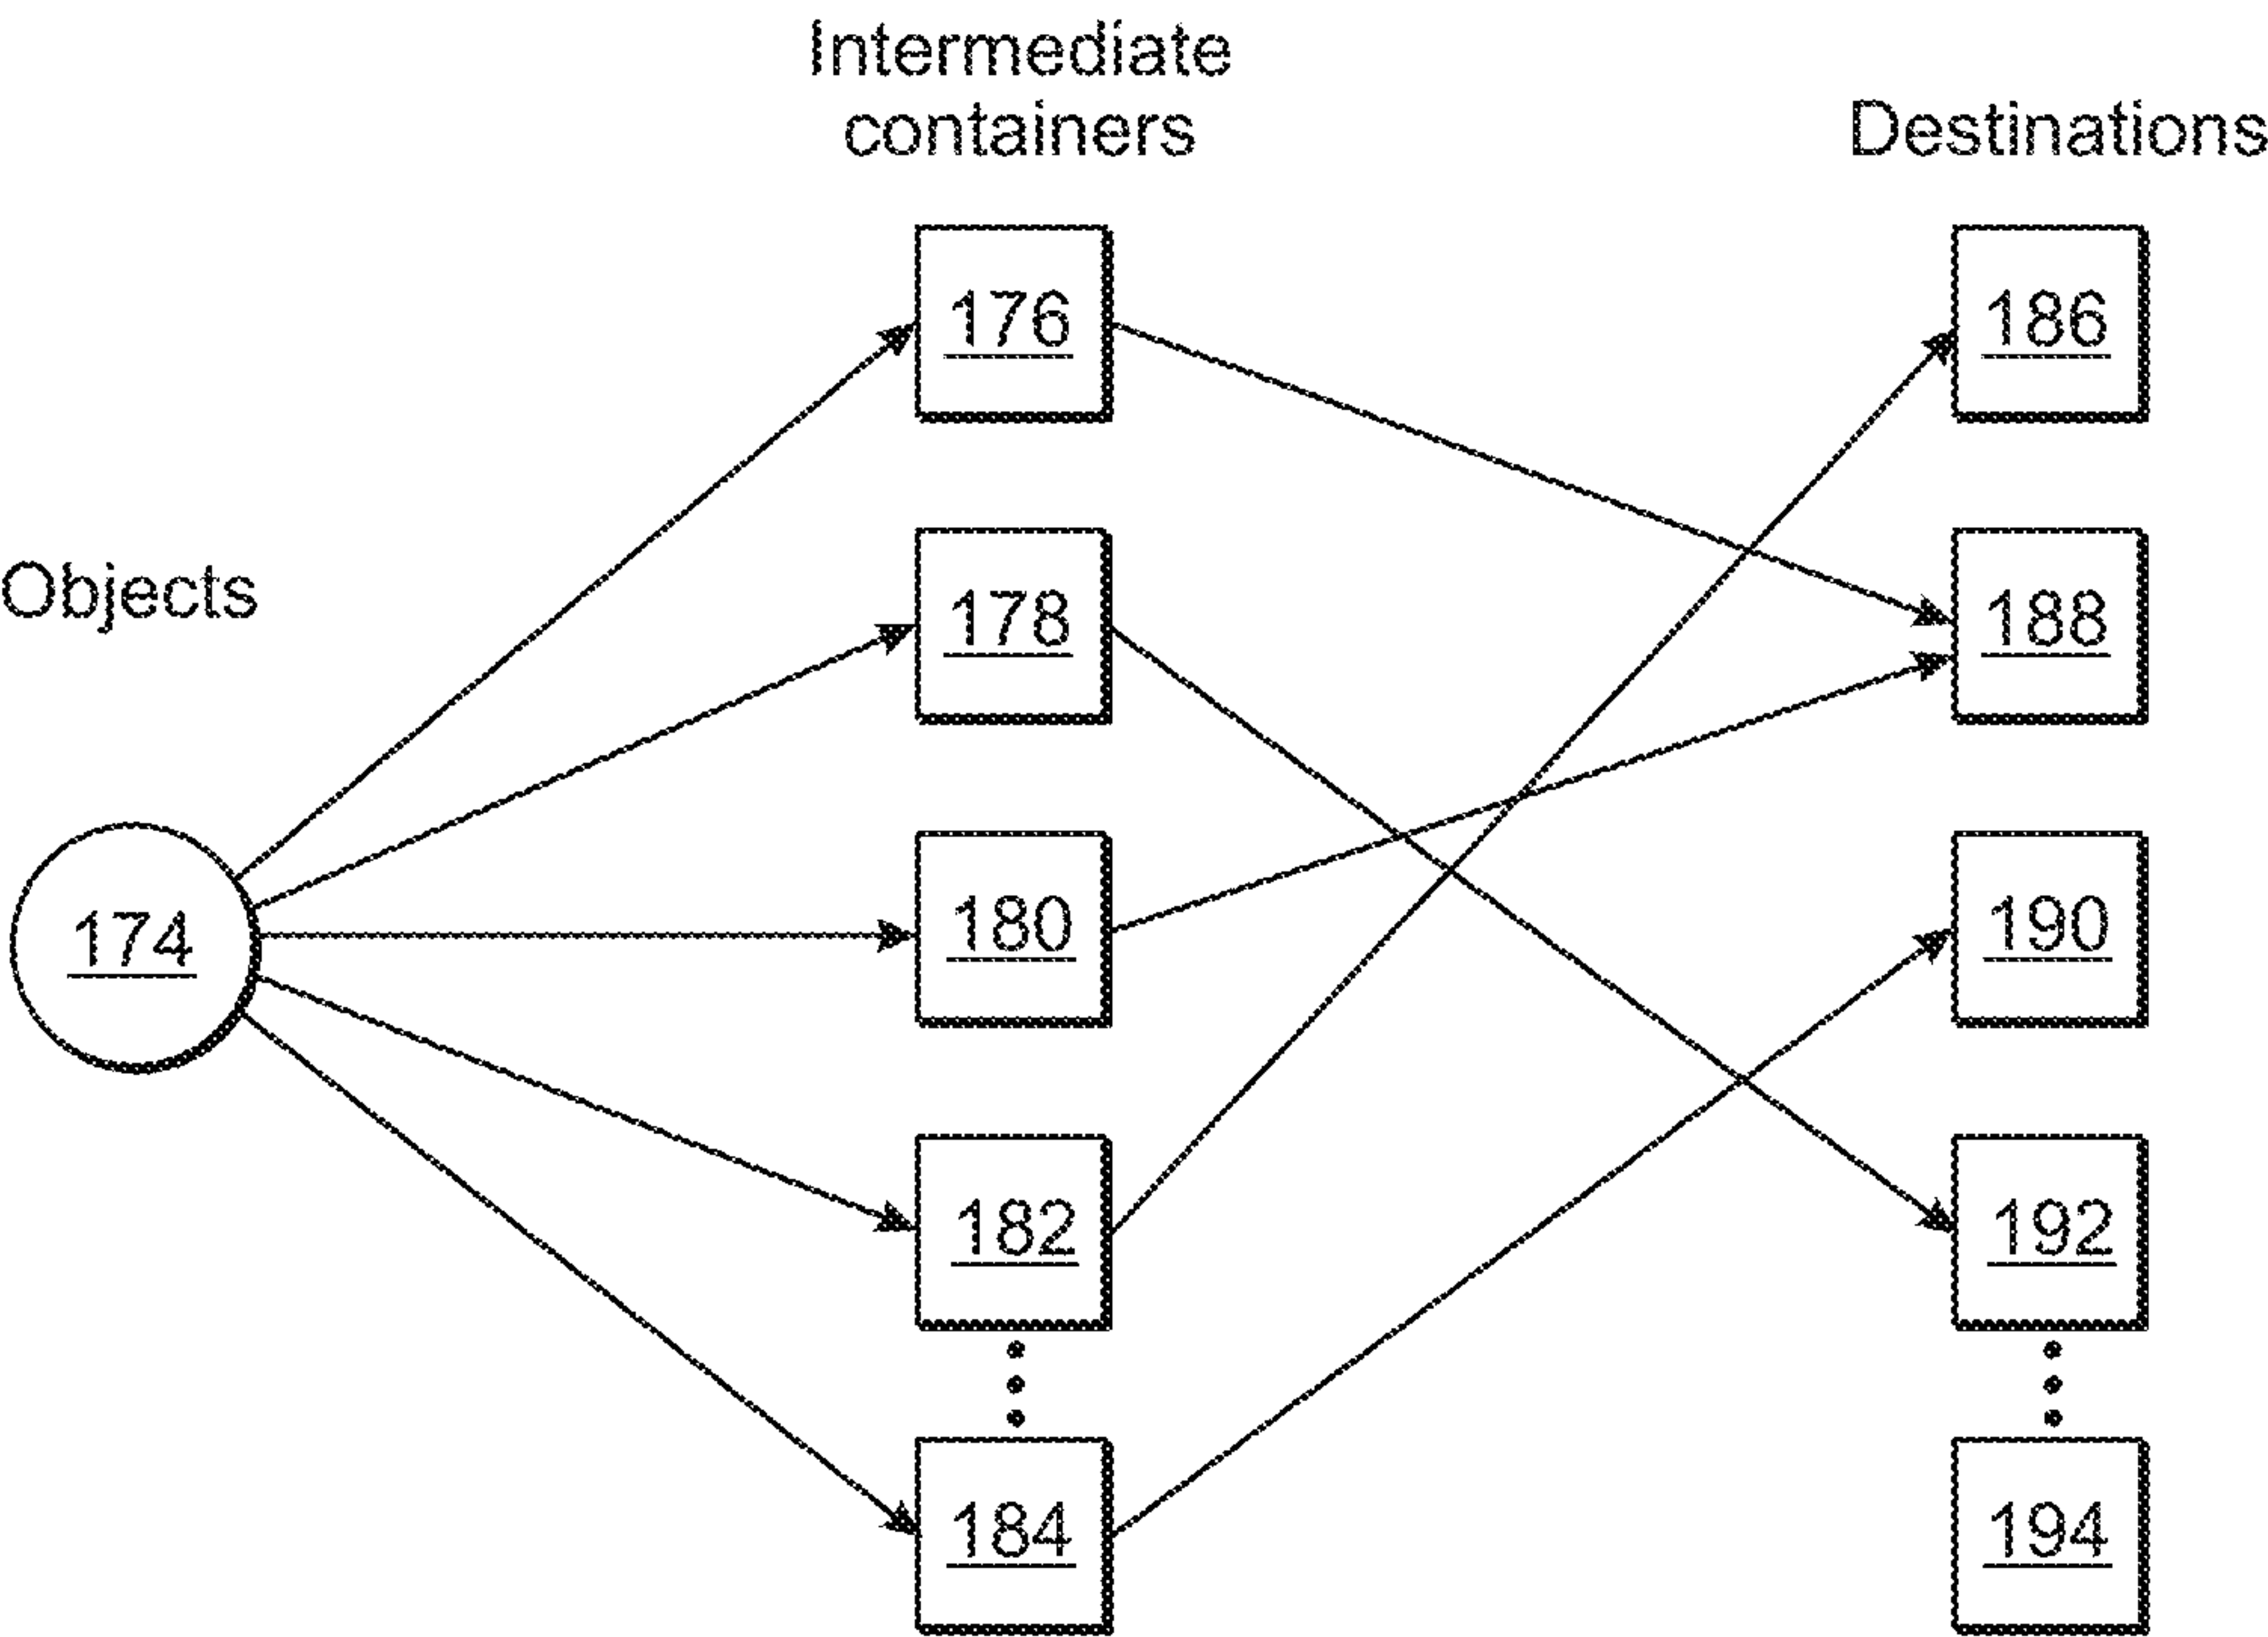 Intermediate
containers
Destinations
Objects
174
176
178
180
182
184
186
188
190
192
194